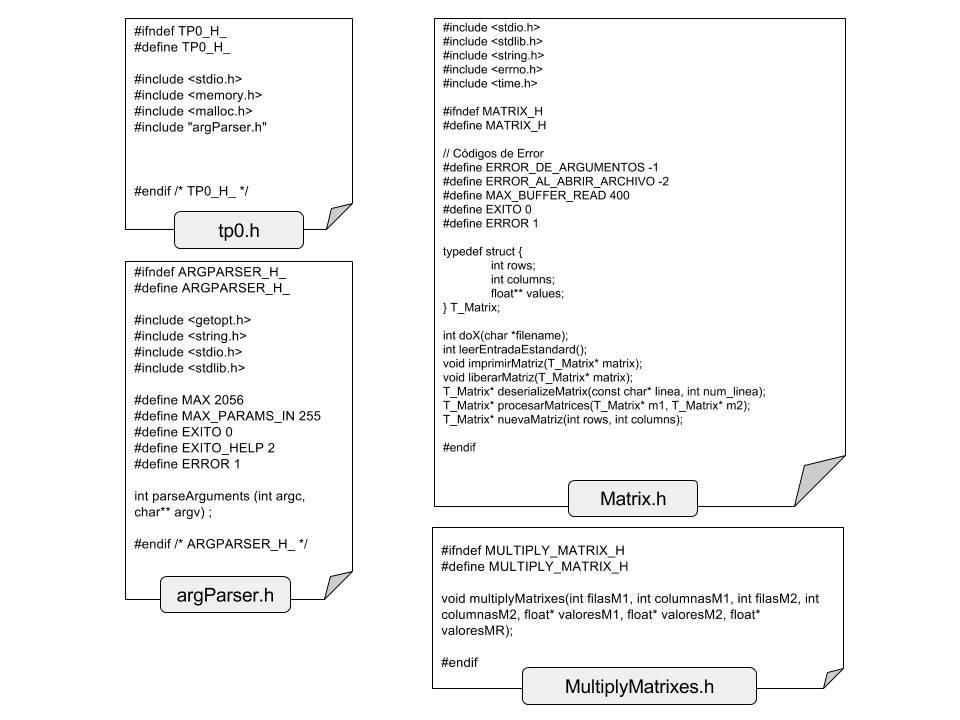 #ifndef TP0_H_
#define TP0_H_

#include <stdio.h>
#include <memory.h>
#include <malloc.h>
#include "argParser.h"

#endif /* TP0_H_ */
tp0.h
#ifndef ARGPARSER_H_
#define ARGPARSER_H_

#include <getopt.h>
#include <string.h>
#include <stdio.h>
#include <stdlib.h>

#define MAX 2056
#define MAX_PARAMS_IN 255
#define EXITO 0
#define EXITO_HELP 2
#define ERROR 1

int parseArguments (int argc,
char** argv) ;

#endif /* ARGPARSER_H_ */
argParser.h
#include <stdio.h>
#include <stdlib.h>
#include <string.h>
#include <errno.h>
#include <time.h>

#ifndef MATRIX_H
#define MATRIX_H

// Códigos de Error
#define ERROR_DE_ARGUMENTOS -1
#define ERROR_AL_ABRIR_ARCHIVO -2
#define MAX_BUFFER_READ 400
#define EXITO 0
#define ERROR 1

typedef struct {
int rows;
int columns;
float** values;
} T_Matrix;

int doX(char *filename);
int leerEntradaEstandard();
void imprimirMatriz(T_Matrix* matrix);
void liberarMatriz(T_Matrix* matrix);
T_Matrix* deserializeMatrix(const char* linea, int num_linea);
T_Matrix* procesarMatrices(T_Matrix* m1, T_Matrix* m2);
T_Matrix* nuevaMatriz(int rows, int columns);

#endif
Matrix.h
#ifndef MULTIPLY_MATRIX_H
#define MULTIPLY_MATRIX_H

void multiplyMatrixes(int filasM1, int columnasM1, int filasM2, int
columnasM2, float* valoresM1, float* valoresM2, float*
valoresMR);

#endif
MultiplyMatrixes.h